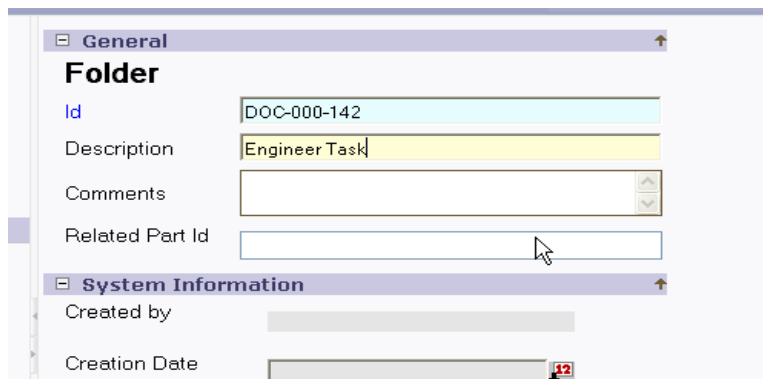 General
Folder
Id DOC-000-142
Description Engineer Task
Comments
Related Part Id
System Information
Created by
Creation Date 12